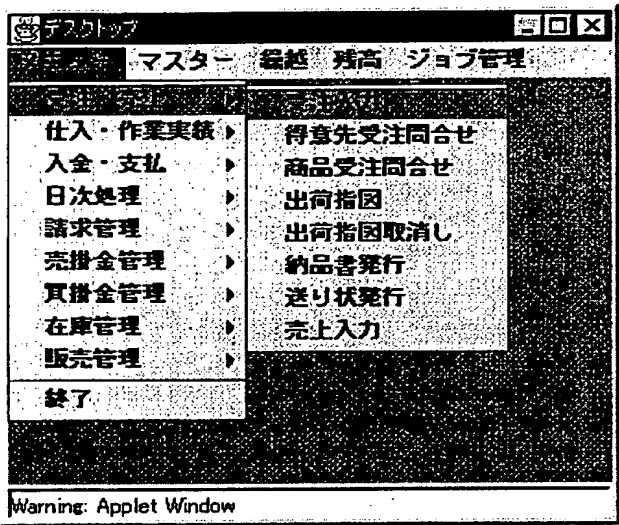 デスクトップ
マスター 繰越 残高 ジョブ管理
仕入・作業実績
入金・支払
日次処理
請求管理
売掛金管理
買掛金管理
在庫管理
販売管理
終了
受注入力
得意先受注問合せ
商品受注問合せ
出荷指図
出荷指図取消し
納品書発行
送り状発行
売上入力
Warning: Applet Window